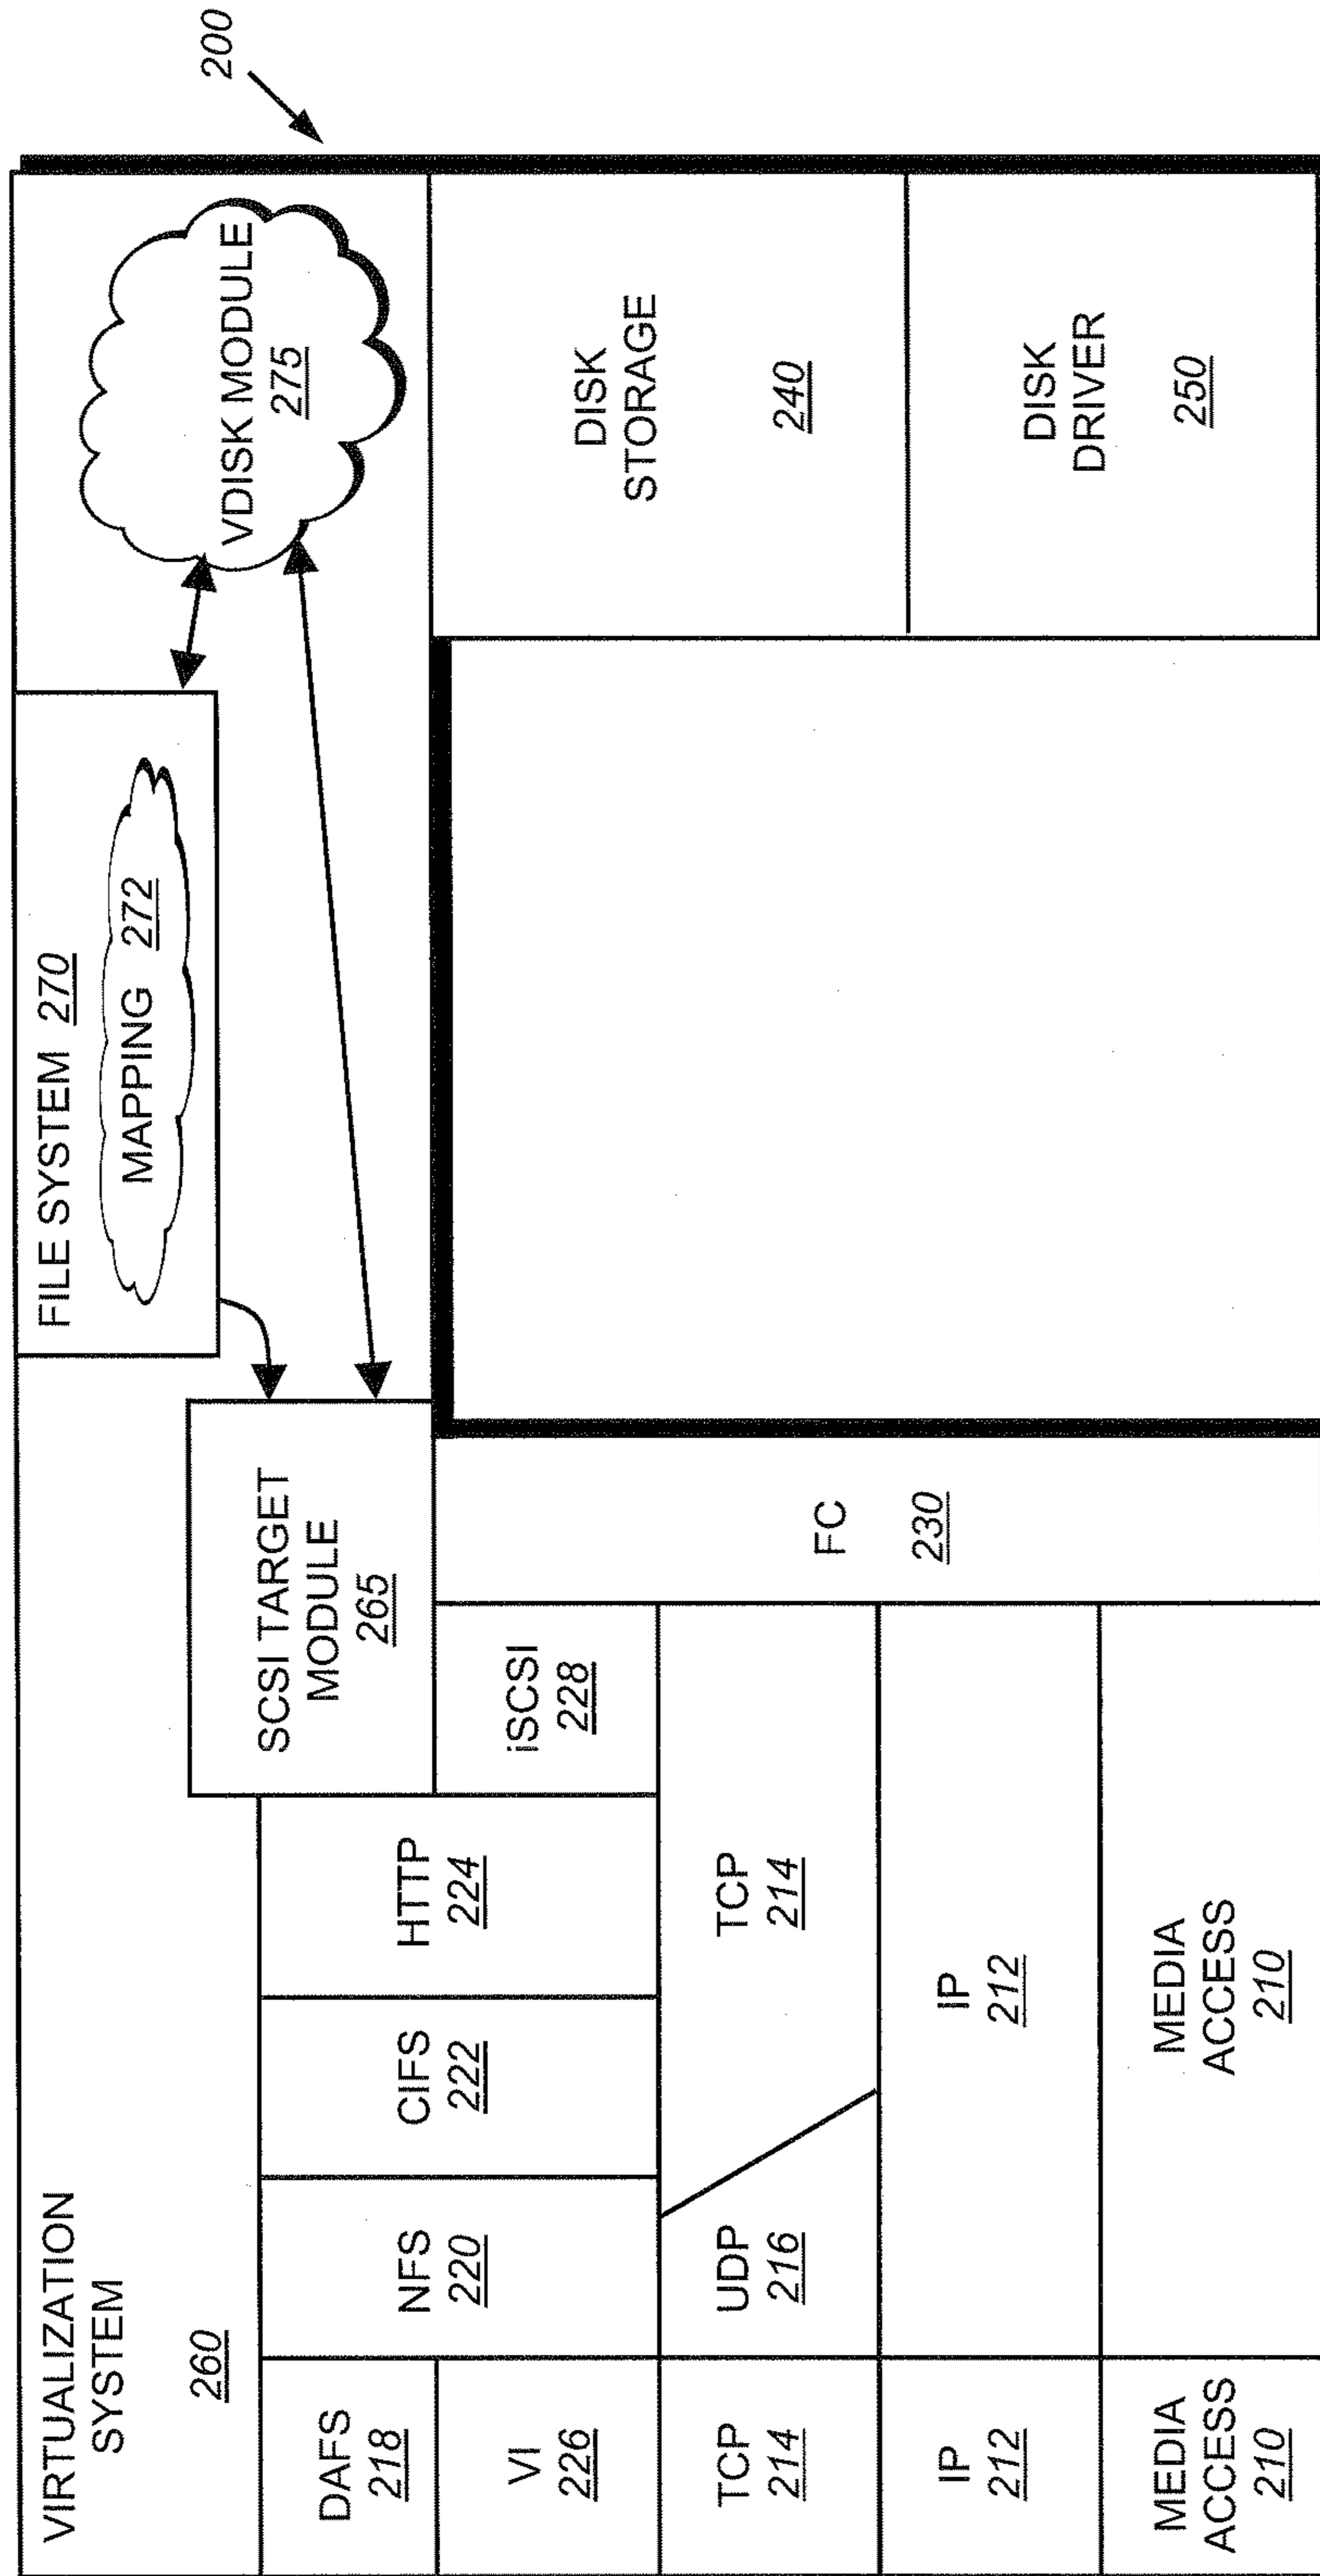 200
VIRTUALIZATION
SYSTEM
260
FILE SYSTEM 270
MAPPING 272
VDISK MODULE
275
SCSI TARGET
MODULE
265
DAFS
218
NFS
220
CIFS
222
HTTP
224
VI
226
iSCSI
228
FC
230
DISK
STORAGE
240
TCP
214
UDP
216
TCP
214
IP
212
IP
212
DISK
DRIVER
250
MEDIA
ACCESS
210
MEDIA
ACCESS
210